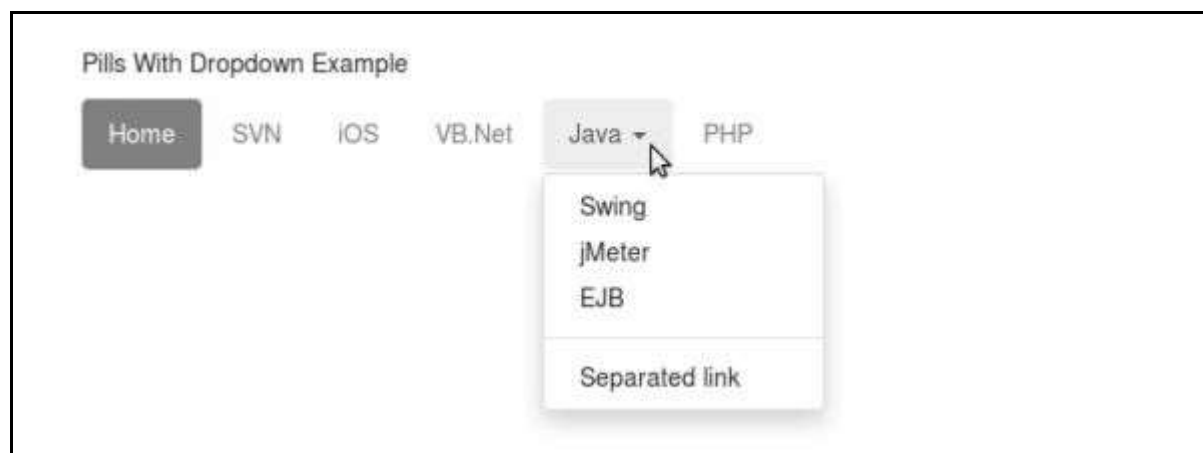 Pills With Dropdown Example
Home SVN iOS VB.Net Java PHP
Swing
jMeter
EJB
Separated link